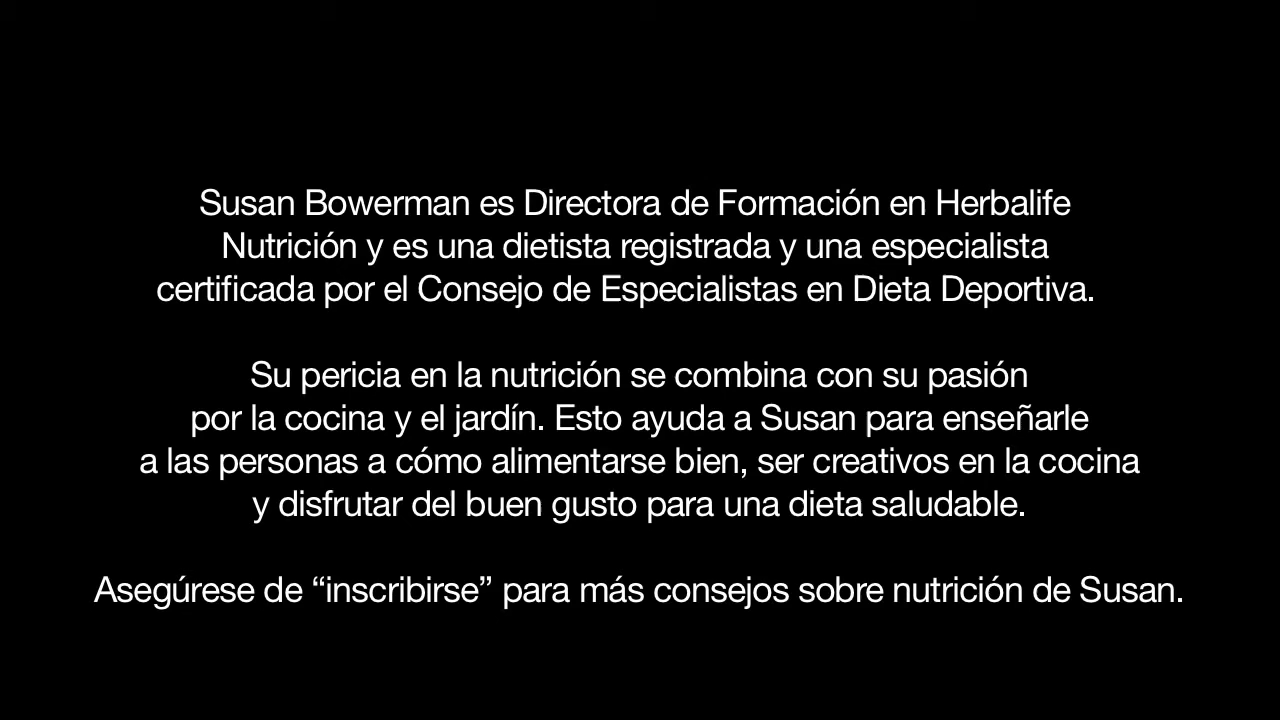 Susan Bowerman es Directora de Formación en Herbalife
Nutrición y es una dietista registrada y una especialista
certificada por el Consejo de Especialistas en Dieta Deportiva.
Su pericia en la nutrición se combina con su pasión
por la cocina y el jardín. Esto ayuda a Susan para enseñarle
a las personas a cómo alimentarse bien, ser creativos en la cocina
y disfrutar del buen gusto para una dieta saludable.
Asegúrese de “inscribirse” para más consejos sobre nutrición de Susan.